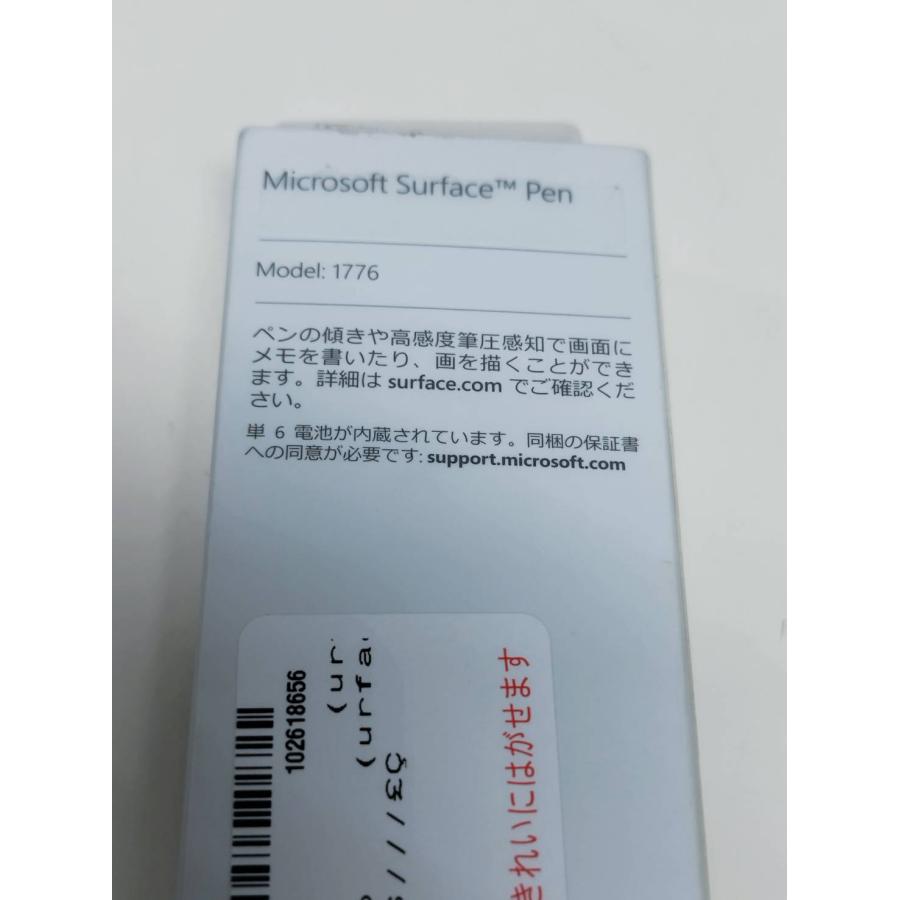 Microsoft Surface™ Pen
Model: 1776
ペンの傾きや高感度筆圧感知で画面に
メモを書いたり、画を描くことができ
ます。詳細は surface.com でご確認くだ
さい。
単 6 電池が内蔵されています。同梱の保証書
への同意が必要です: support.microsoft.com
102618656
(ur
(urfa
きれいにはがせます